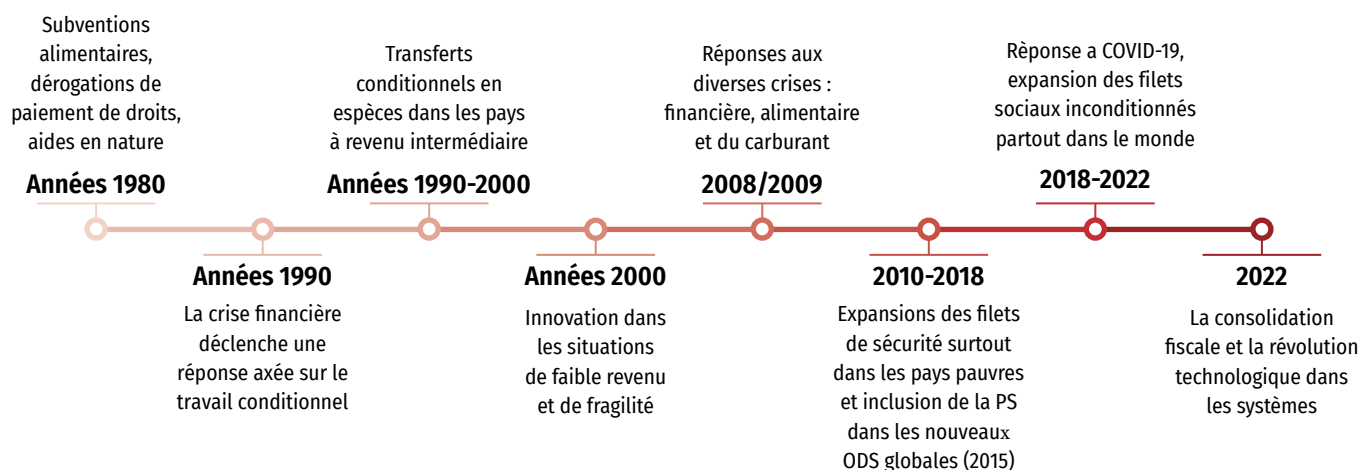 Subventions
alimentaires,
dérogations de
paiement de droits,
aides en nature
Années 1980
La crise financière
déclenche une
réponse axée sur le
travail conditionnel
Années 1990
Transferts
conditionnels en
espèces dans les pays
à revenu intermédiaire
Années 1990-2000
Années 2000
Innovation dans
les situations
de faible revenu
et de fragilité
Réponses aux
diverses crises :
financière, alimentaire
et du carburant
2008/2009
2010-2018
Expansions des filets
de sécurité surtout
dans les pays pauvres
et inclusion de la PS
dans les nouveaux
ODS globales (2015)
Rèponse a COVID-19,
expansion des filets
sociaux inconditionnés
partout dans le monde
2018-2022
2022
La consolidation
fiscale et la révolution
technologique dans
les systèmes